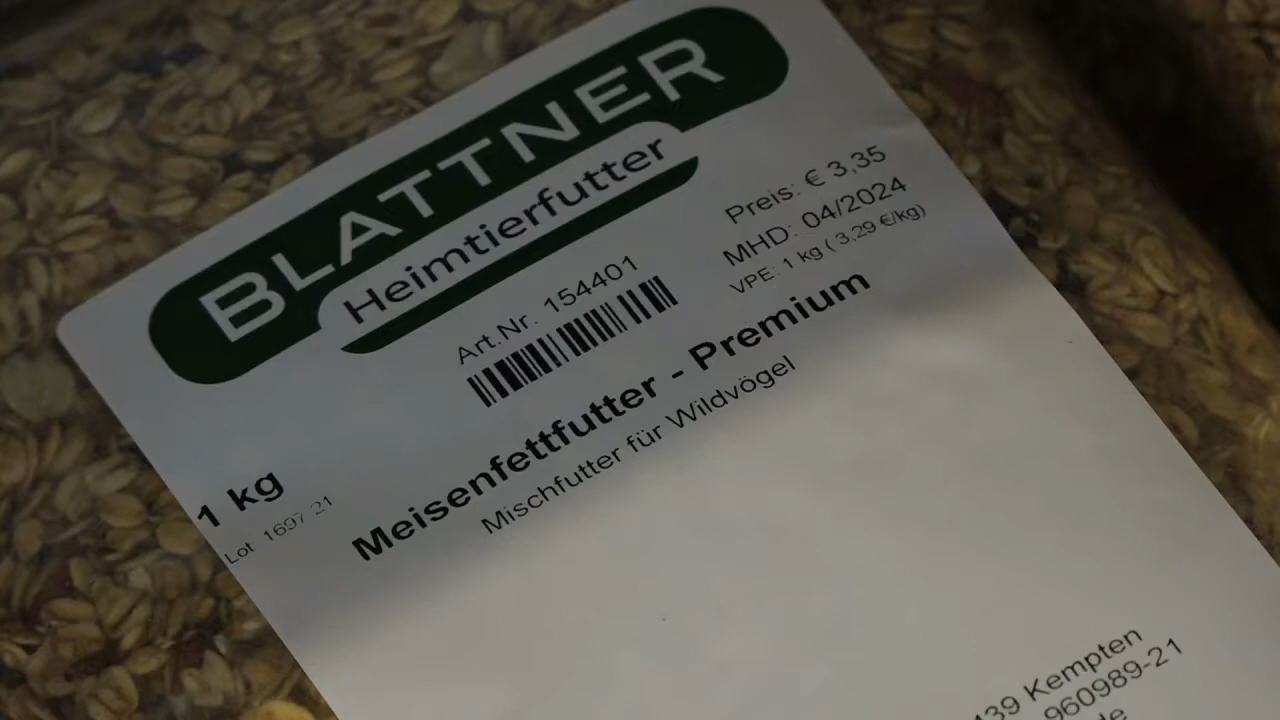 BLATTNER
Heimtierfutter
Preis: € 3,35
MHD: 04/2024
VPE: 1 kg ( 3,29 €/kg)
Art.Nr. 154401
Meisenfettfutter - Premium
Mischfutter für Wildvögel
1 kg
Lot 1697 21
439 Kempten
960989-21
de